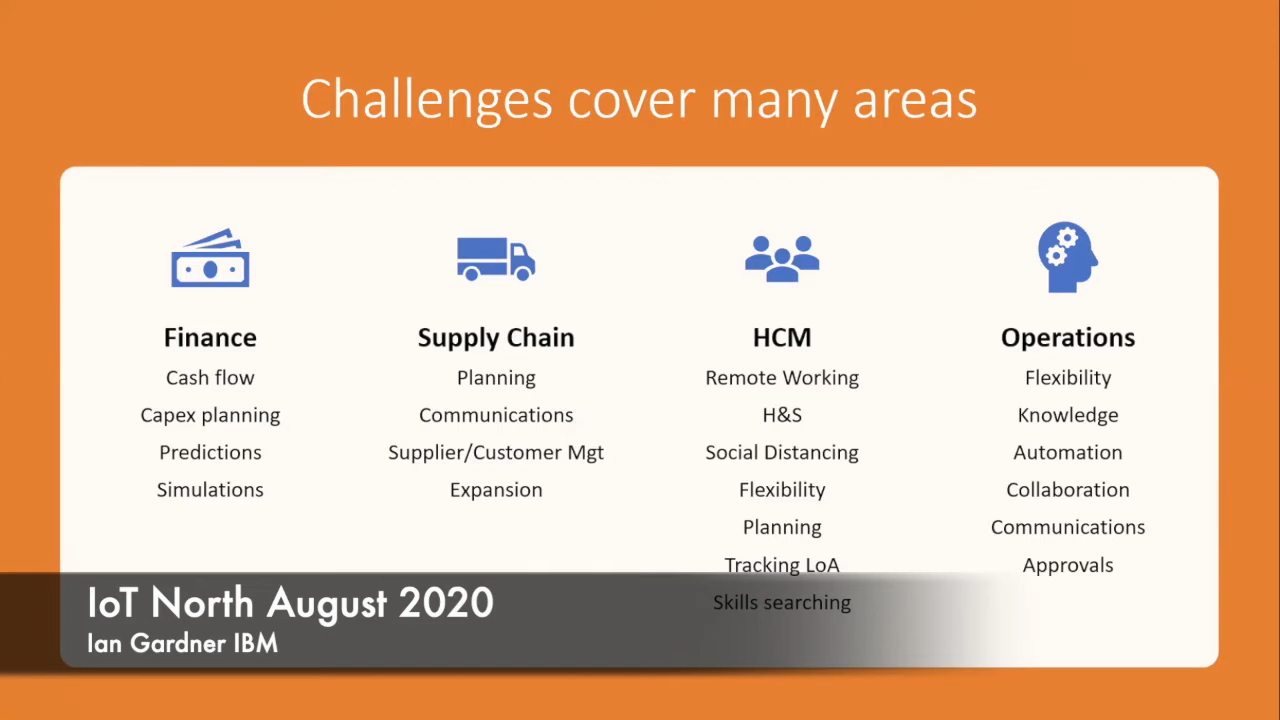 Challenges cover many areas
Finance
Cash flow
Capex planning
Predictions
Simulations
Supply Chain
Planning
Communications
Supplier/Customer Mgt
Expansion
HCM
Remote Working
H&S
Social Distancing
Flexibility
Planning
Tracking LoA
Skills searching
Operations
Flexibility
Knowledge
Automation
Collaboration
Communications
Approvals
IoT North August 2020
Ian Gardner IBM